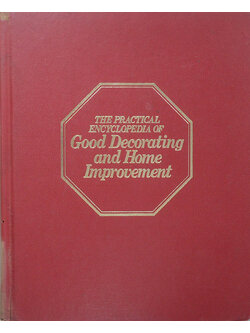 THE PRACTICAL
ENCYCLOPEDIA OF
Good Decorating
and Home
Improvement